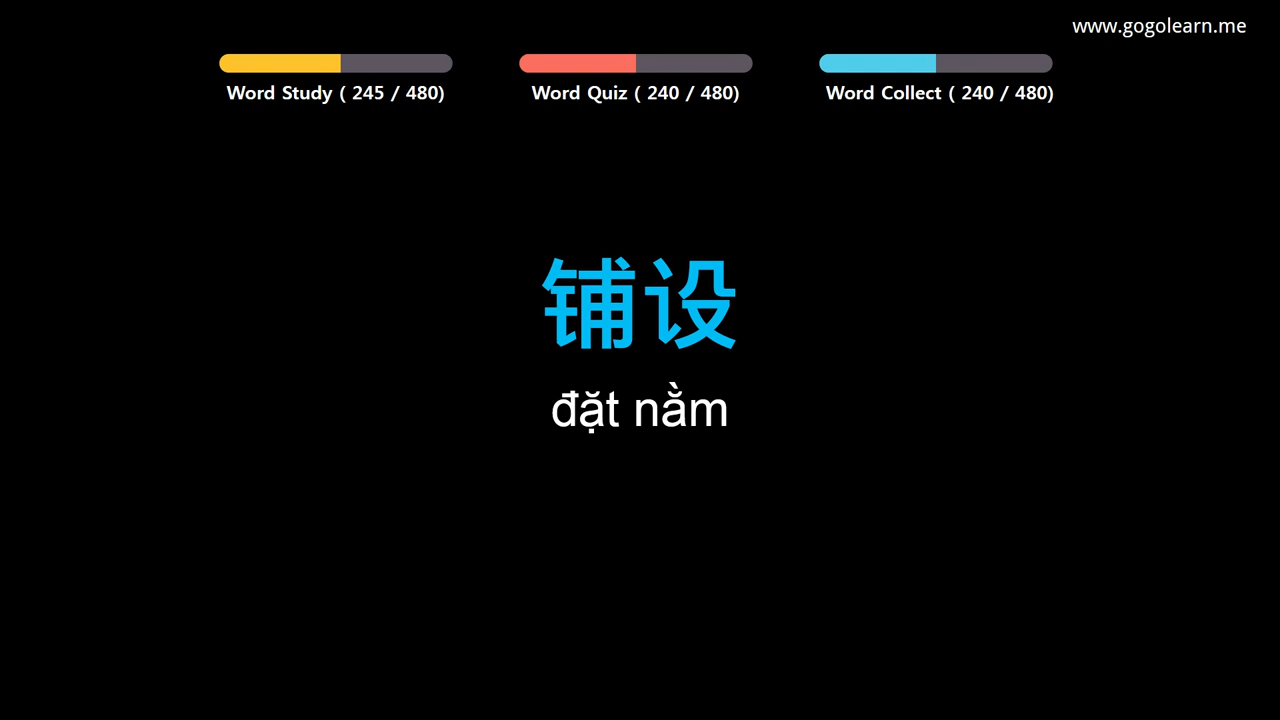 www.gogolearn.me
Word Study ( 245 / 480)
Word Quiz ( 240 / 480)
Word Collect ( 240 / 480)
铺设
đặt nằm